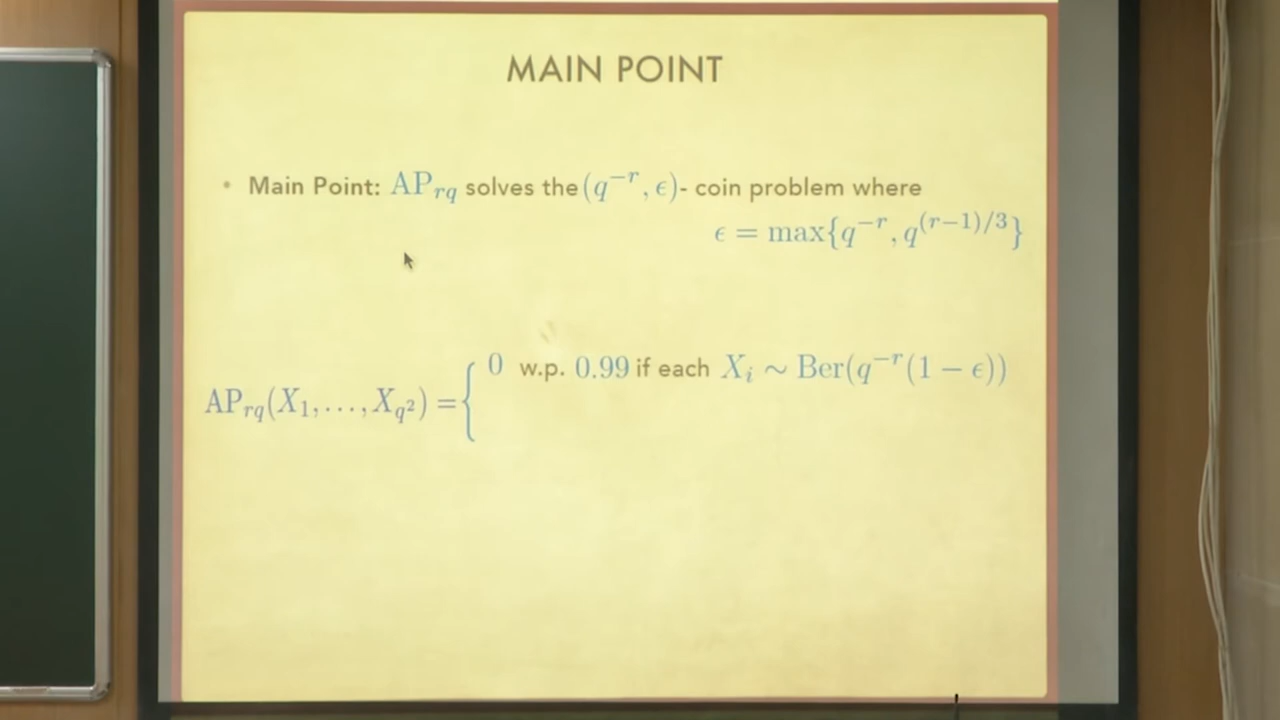 MAIN POINT
• Main Point: AP_{rq} solves the (q^{-r}, ϵ)- coin problem where
ϵ = max{q^{-r}, q^{(r-1)/3}}
0 w.p. 0.99 if each X_i ∼ Ber(q^{-r}(1 − ϵ))
AP_{rq}(X_1, …, X_{q^2}) = {